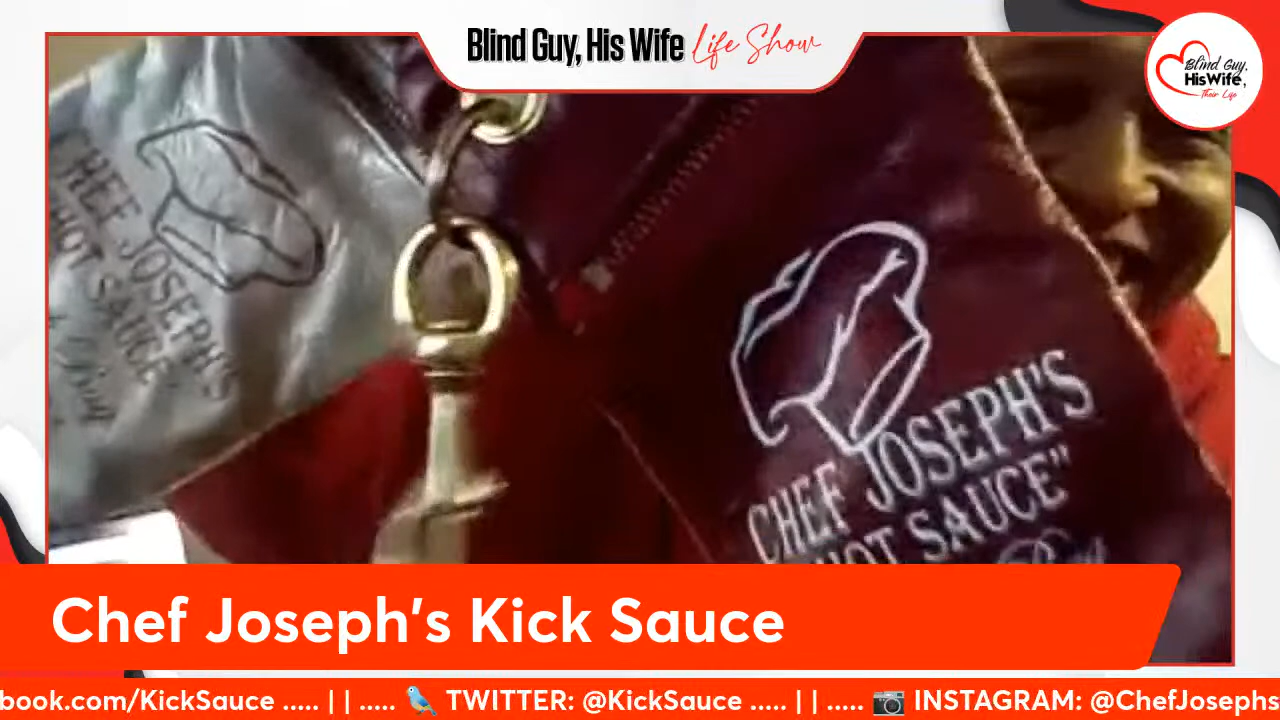 Blind Guy, His Wife Life Show
Blind Guy,
His Wife,
Their Life
CHEF JOSEPH'S
"HOT SAUCE"
CHEF JOSEPH'S
HOT SAUCE"
Chef Joseph's Kick Sauce
book.com/KickSauce ..... | | ..... 🐦 TWITTER: @KickSauce ..... | | ..... 📷 INSTAGRAM: @ChefJosephs